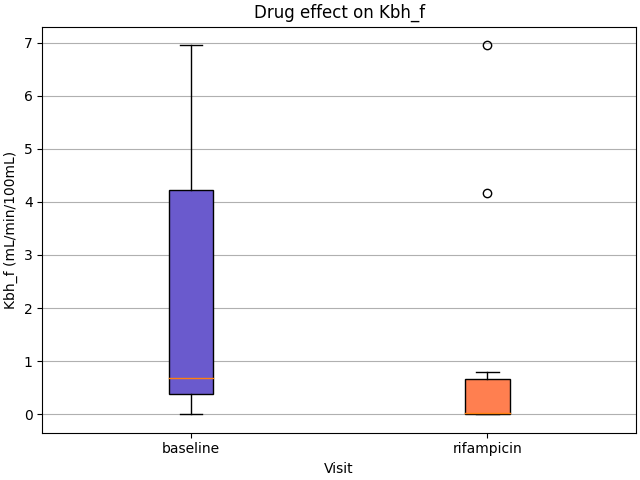 Drug effect on Kbh_f
Kbh_f (mL/min/100mL)
7
6
5
4
3
2
1
0
baseline
rifampicin
Visit